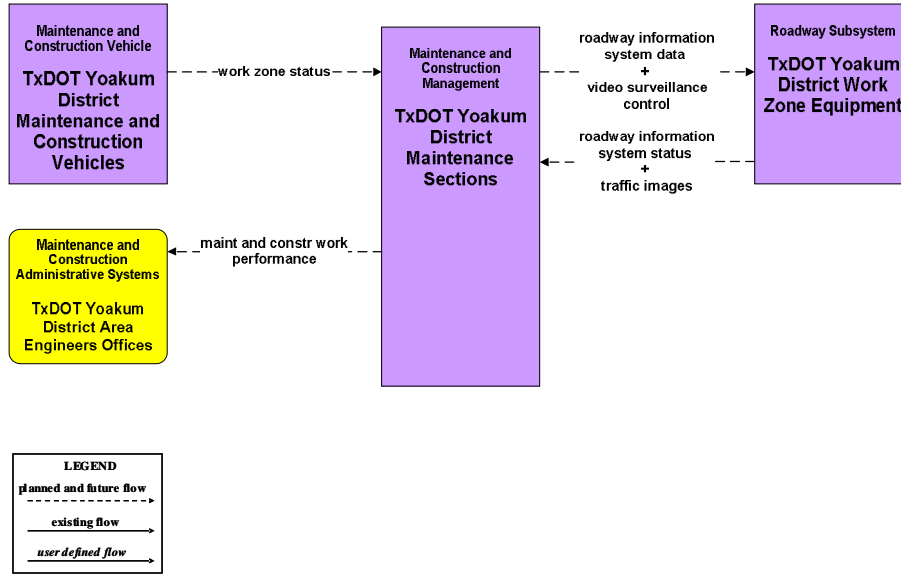 Maintenance and
Construction Vehicle
TxDOT Yoakum
District
Maintenance and
Construction
Vehicles
work zone status
Maintenance and
Construction
Management
TxDOT Yoakum
District
Maintenance
Sections
roadway information
system data
+
video surveillance
control
roadway information
system status
+
traffic images
Roadway Subsystem
TxDOT Yoakum
District Work
Zone Equipment
Maintenance and
Construction
Administrative Systems
TxDOT Yoakum
District Area
Engineers Offices
maint and constr work
performance
LEGEND
planned and future flow
existing flow
user defined flow